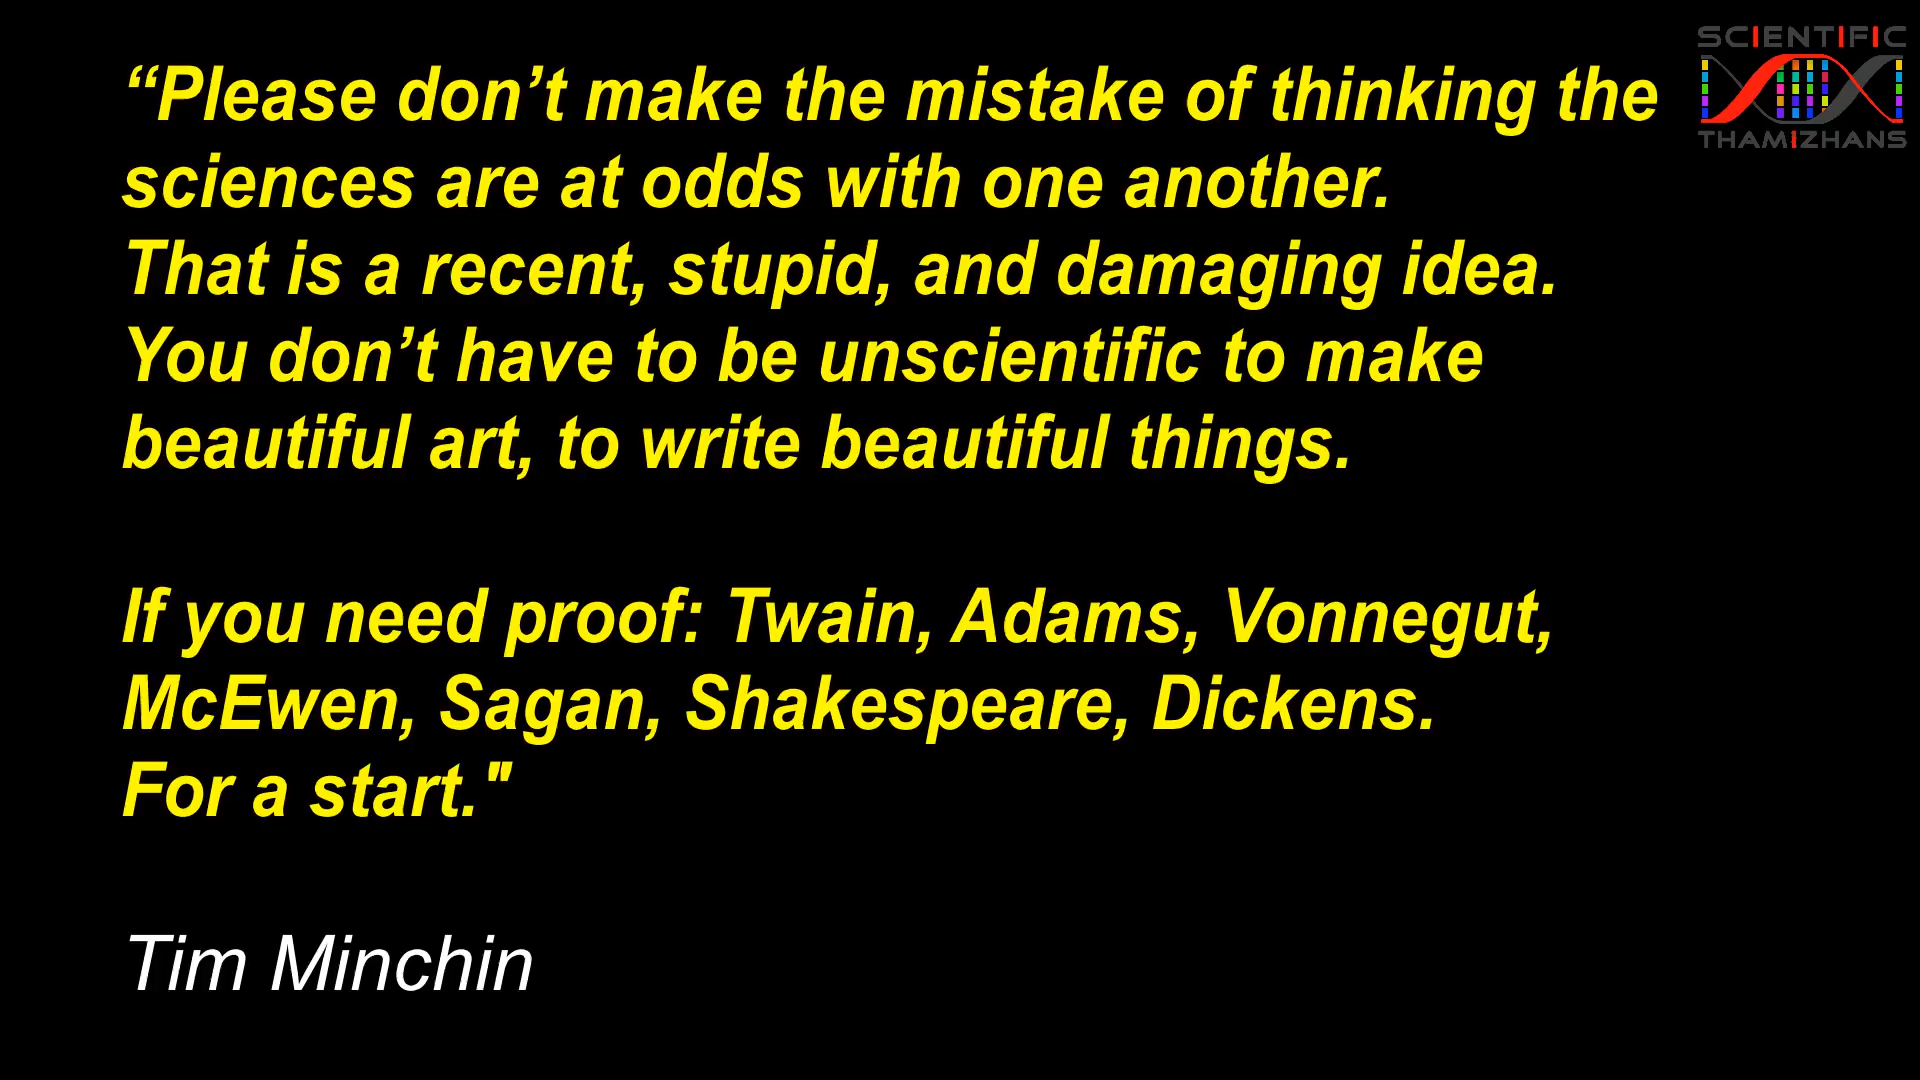 “Please don’t make the mistake of thinking the
sciences are at odds with one another.
That is a recent, stupid, and damaging idea.
You don’t have to be unscientific to make
beautiful art, to write beautiful things.
If you need proof: Twain, Adams, Vonnegut,
McEwen, Sagan, Shakespeare, Dickens.
For a start."
Tim Minchin
SCIENTIFIC
THAMIZHANS